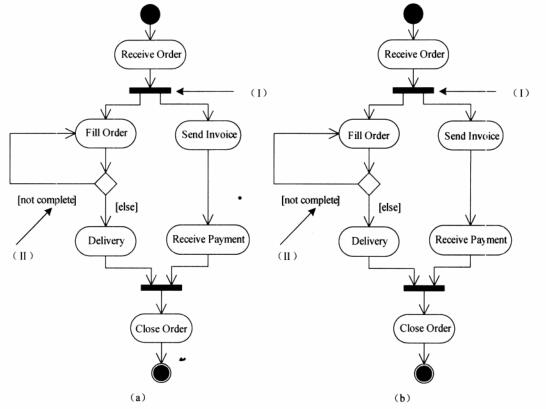 Receive Order
(I)
Fill Order
Send Invoice
[not complete]
[else]
(II)
Delivery
Receive Payment
Close Order
(a)
Receive Order
(I)
Fill Order
Send Invoice
[not complete]
[else]
(II)
Delivery
Receive Payment
Close Order
(b)